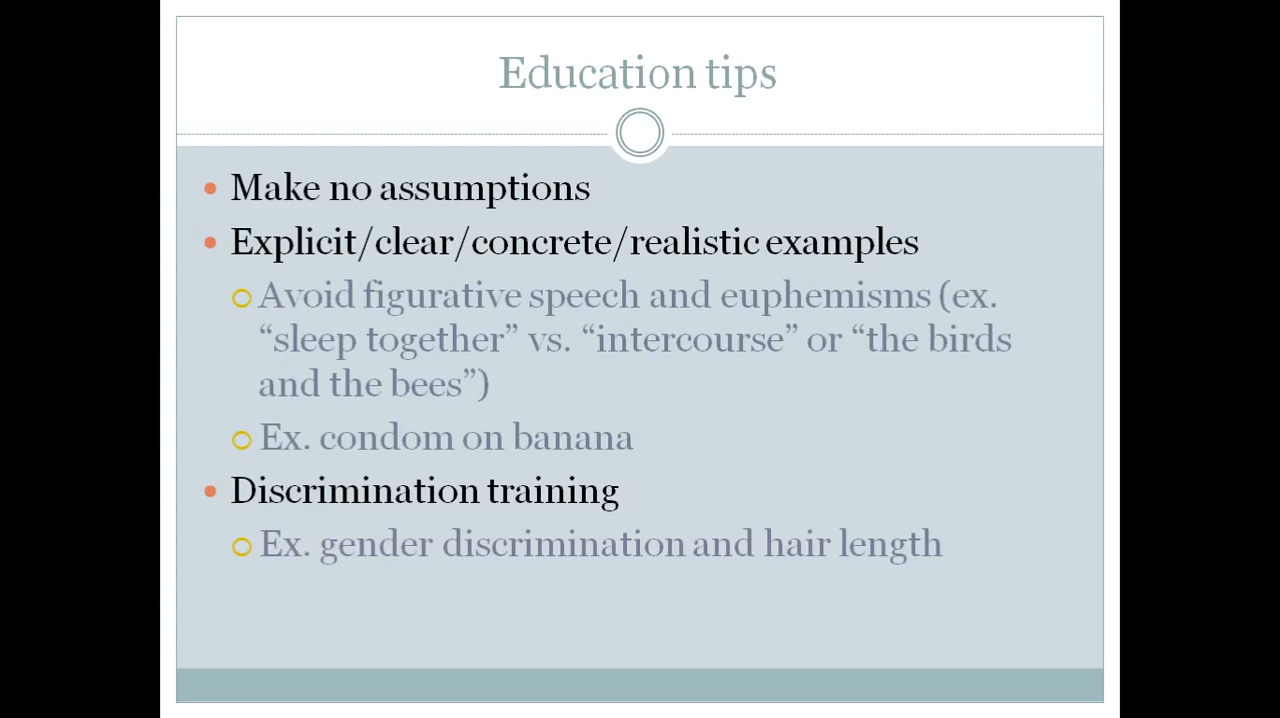 Education tips
Make no assumptions
Explicit/clear/concrete/realistic examples
Avoid figurative speech and euphemisms (ex.
“sleep together” vs. “intercourse” or “the birds
and the bees”)
Ex. condom on banana
Discrimination training
Ex. gender discrimination and hair length